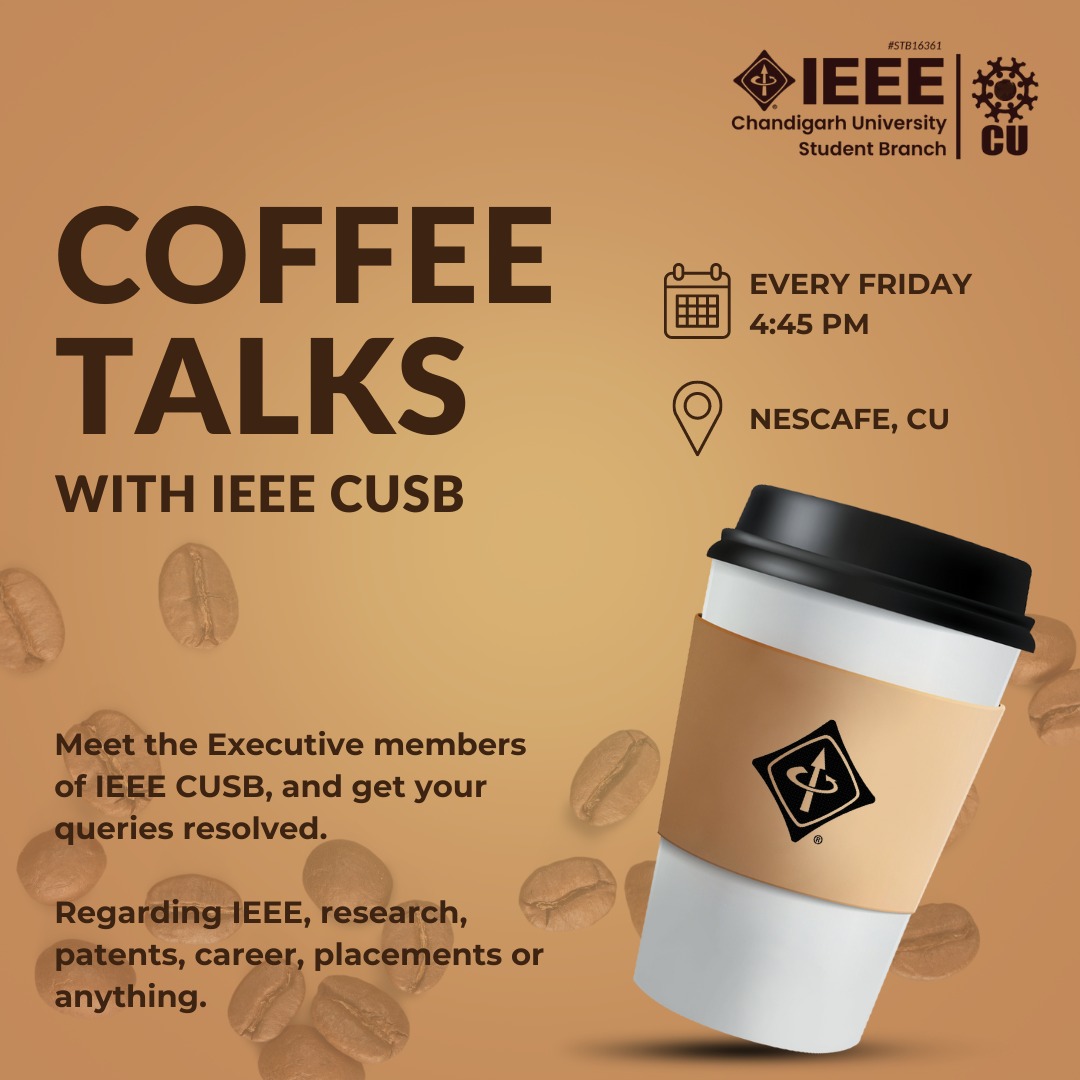 #STB16361
IEEE
Chandigarh University
Student Branch
CU
COFFEE
TALKS
WITH IEEE CUSB
EVERY FRIDAY
4:45 PM
NESCAFE, CU
Meet the Executive members
of IEEE CUSB, and get your
queries resolved.
Regarding IEEE, research,
patents, career, placements or
anything.
®